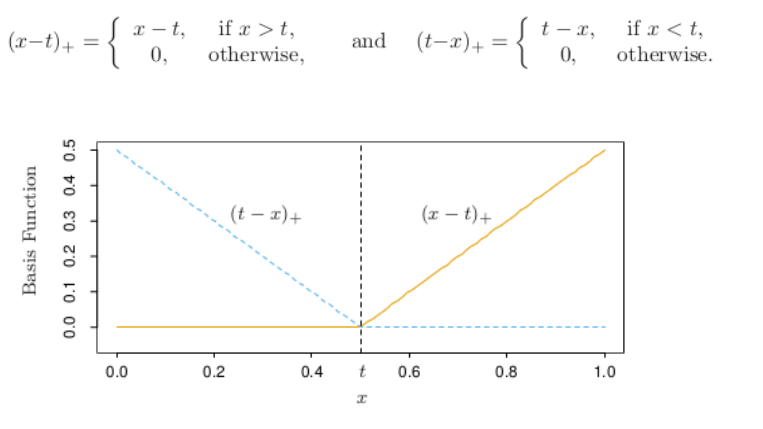 (x−t)₊ = { x − t, if x > t, and (t−x)₊ = { t − x, if x < t,
0, otherwise, 0, otherwise.
0.5
0.4
0.3
0.2
0.1
0.0
Basis Function
(t − x)₊ (x − t)₊
0.0 0.2 0.4 t 0.6 0.8 1.0
x